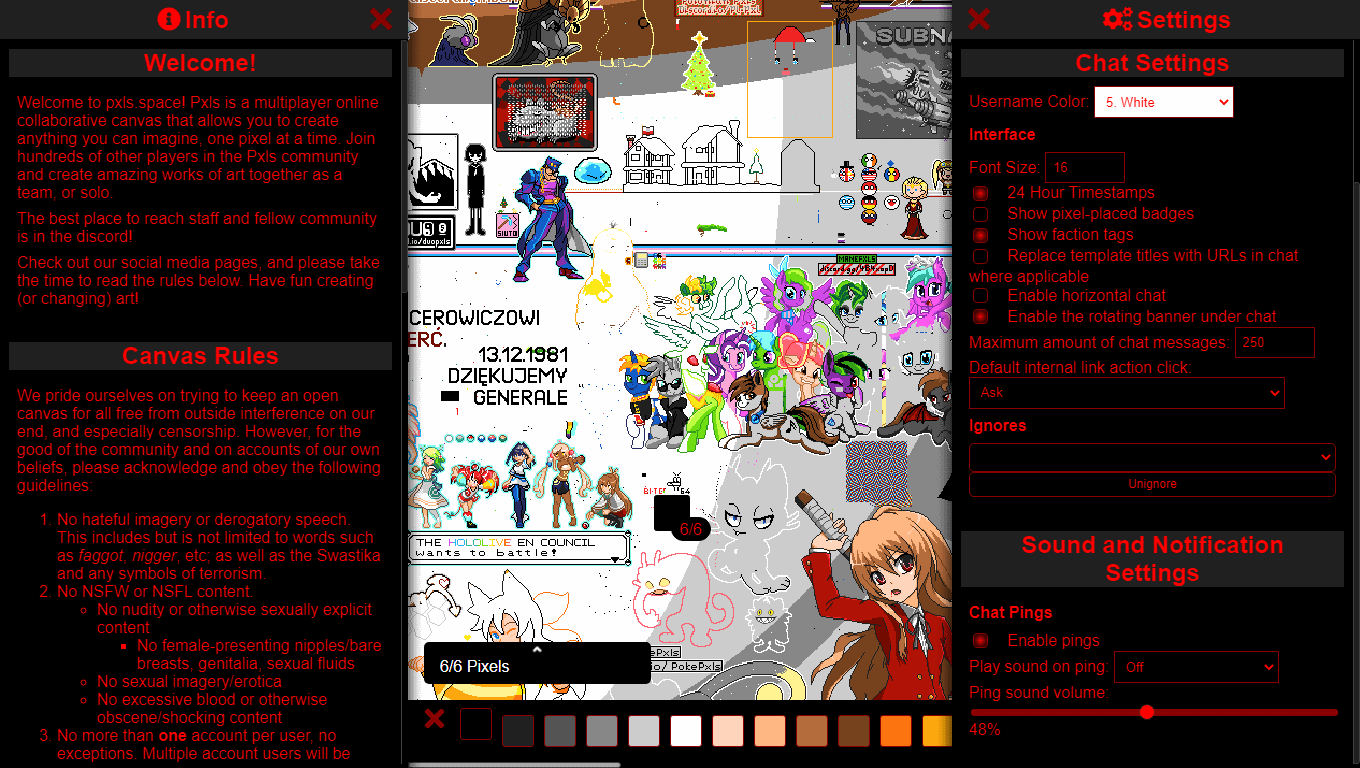 Info
Welcome!
Welcome to pxls.space! Pxls is a multiplayer online
collaborative canvas that allows you to create
anything you can imagine, one pixel at a time. Join
hundreds of other players in the Pxls community
and create amazing works of art together as a
team, or solo.
The best place to reach staff and fellow community
is in the discord!
Check out our social media pages, and please take
the time to read the rules below. Have fun creating
(or changing) art!
Canvas Rules
We pride ourselves on trying to keep an open
canvas for all free from outside interference on our
end, and especially censorship. However, for the
good of the community and on accounts of our own
beliefs, please acknowledge and obey the following
guidelines:
1. No hateful imagery or derogatory speech.
This includes but is not limited to words such
as faggot, nigger, etc; as well as the Swastika
and any symbols of terrorism.
2. No NSFW or NSFL content
No nudity or otherwise sexually explicit
content
No female-presenting nipples/bare
breasts, genitalia, sexual fluids
No sexual imagery/erotica
No excessive blood or otherwise
obscene/shocking content
3. No more than one account per user, no
exceptions. Multiple account users will be
SUBNA
CEROWICZOWI
ERĆ.
13.12.1981
DZIĘKUJEMY
GENERALE
THE HOLOLIVE EN COUNCIL
wants to battle!
64
6/6
6/6 Pixels
Settings
Chat Settings
Username Color: 5. White
Interface
Font Size: 16
24 Hour Timestamps
Show pixel-placed badges
Show faction tags
Replace template titles with URLs in chat
where applicable
Enable horizontal chat
Enable the rotating banner under chat
Maximum amount of chat messages: 250
Default internal link action click:
Ask
Ignores
Unignore
Sound and Notification
Settings
Chat Pings
Enable pings
Play sound on ping: Off
Ping sound volume:
48%